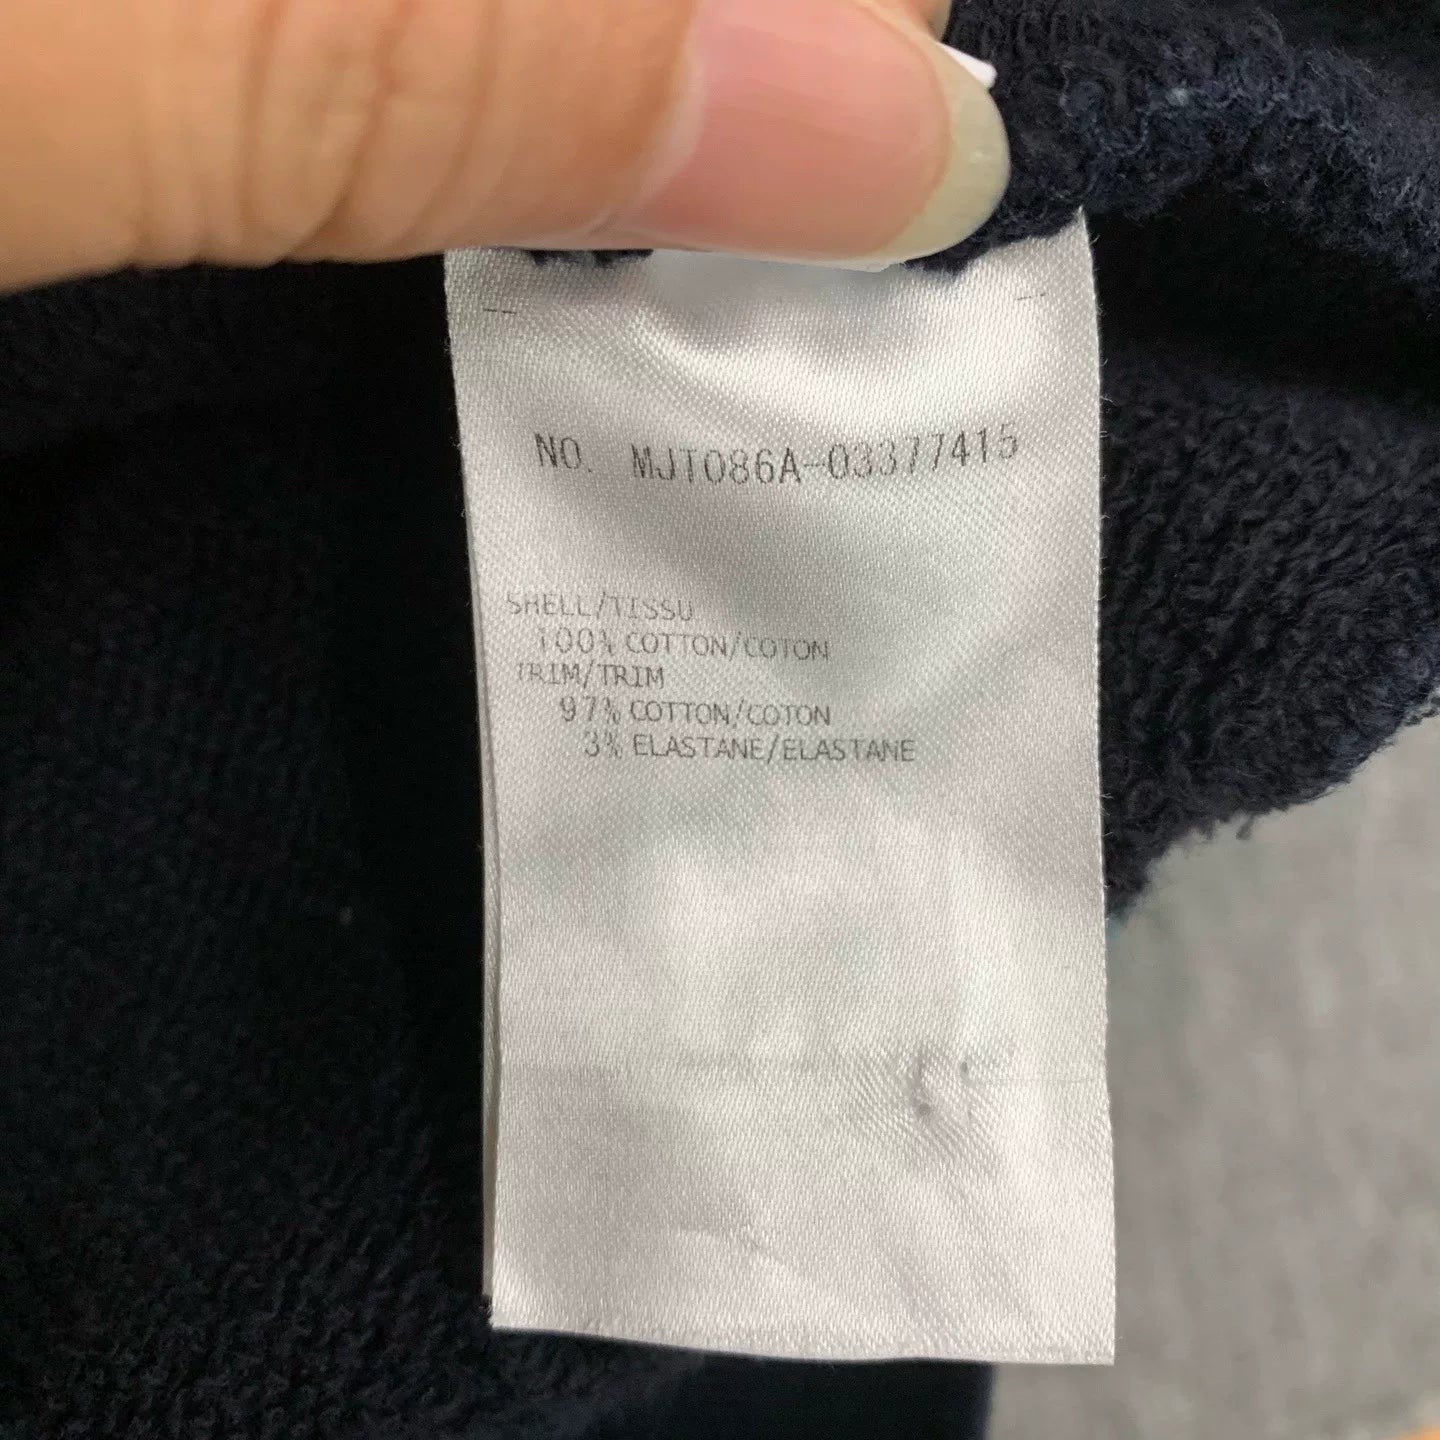 NO. MJT086A-03377415
SHELL/TISSU
100% COTTON/COTON
TRIM/TRIM
97% COTTON/COTON
3% ELASTANE/ELASTANE